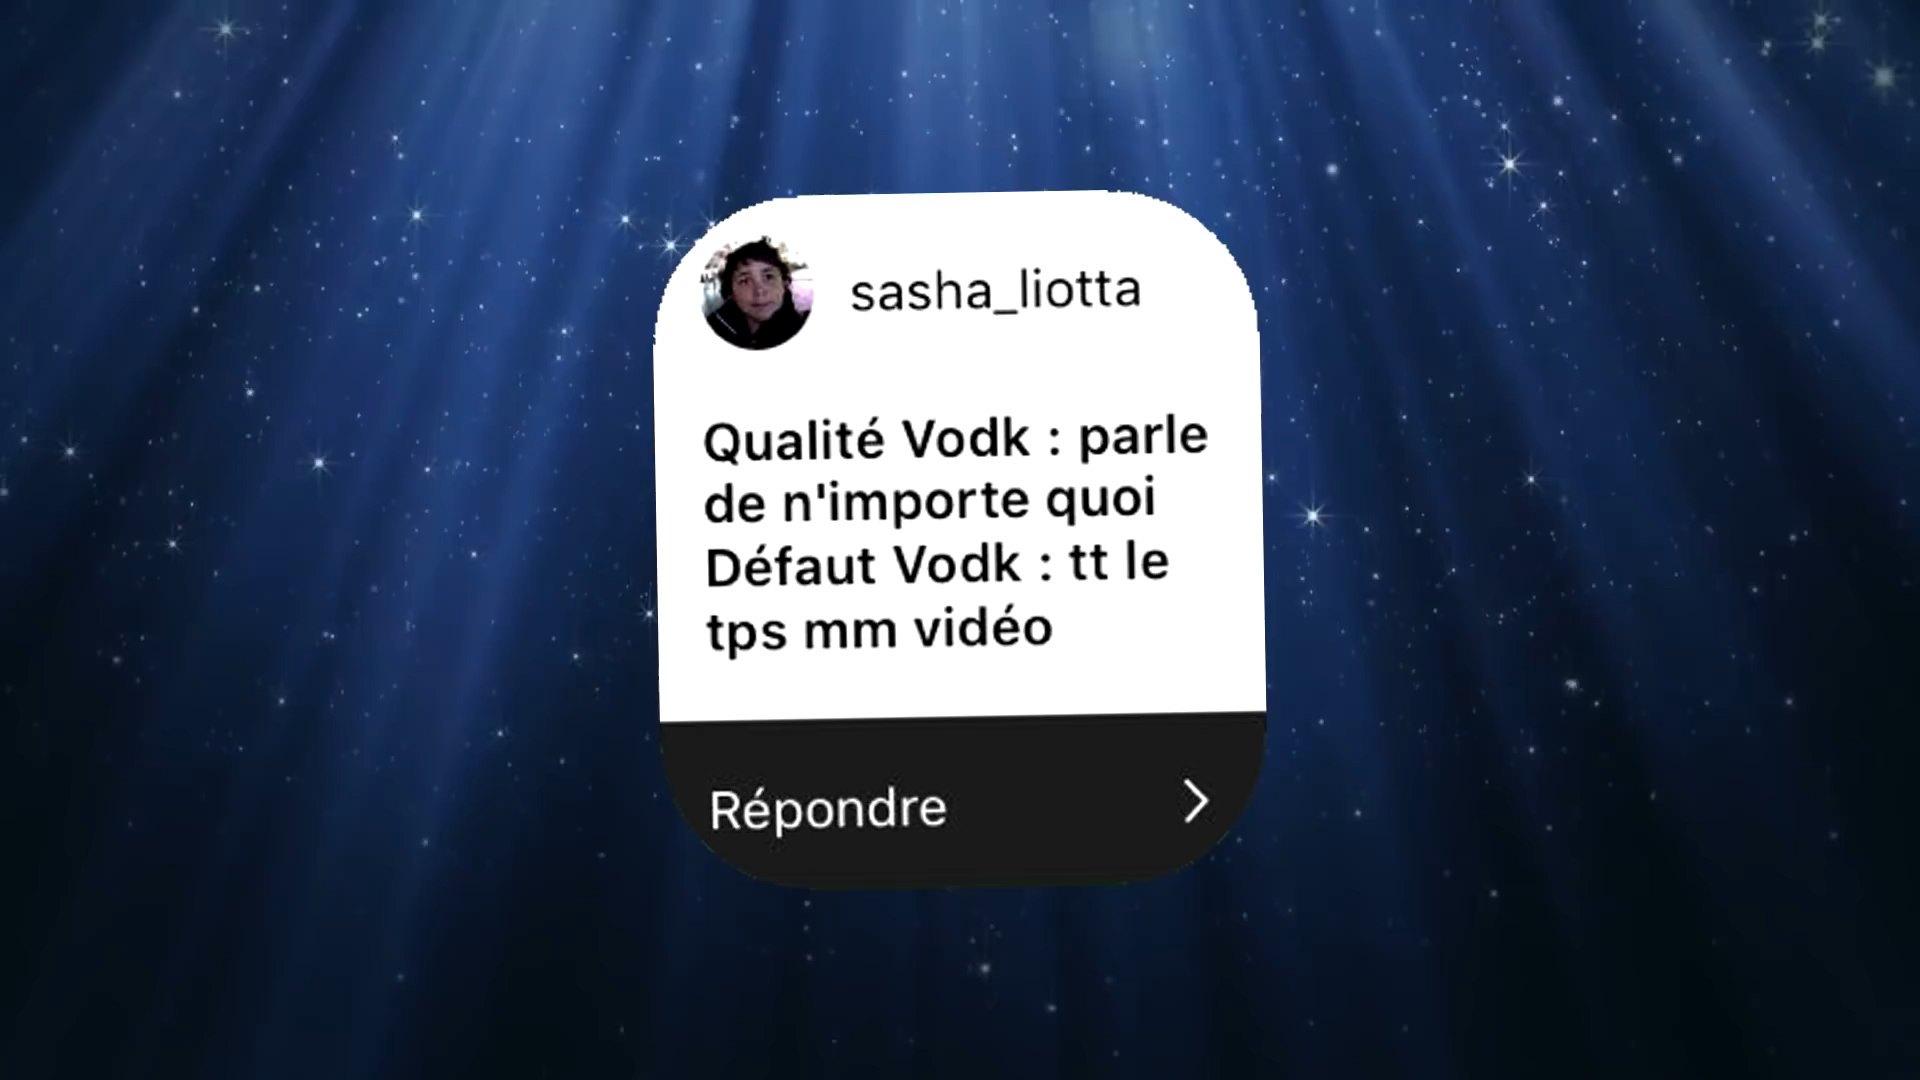 sasha_liotta
Qualité Vodk : parle
de n'importe quoi
Défaut Vodk : tt le
tps mm vidéo
Répondre